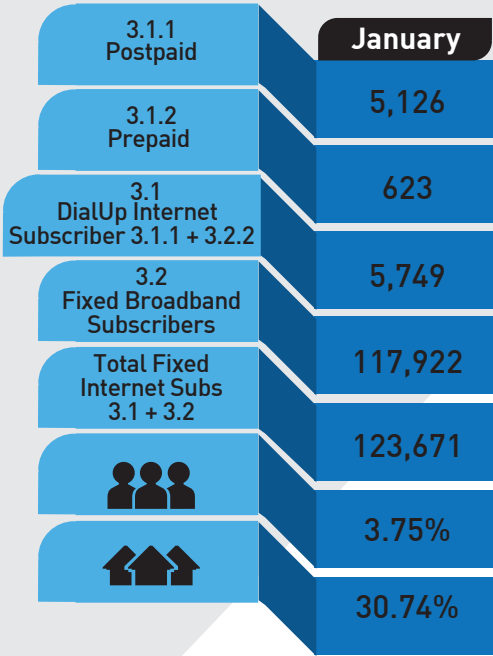 3.1.1
Postpaid
January
5,126
3.1.2
Prepaid
623
3.1
DialUp Internet
Subscriber 3.1.1 + 3.2.2
5,749
3.2
Fixed Broadband
Subscribers
117,922
Total Fixed
Internet Subs
3.1 + 3.2
123,671
3.75%
30.74%